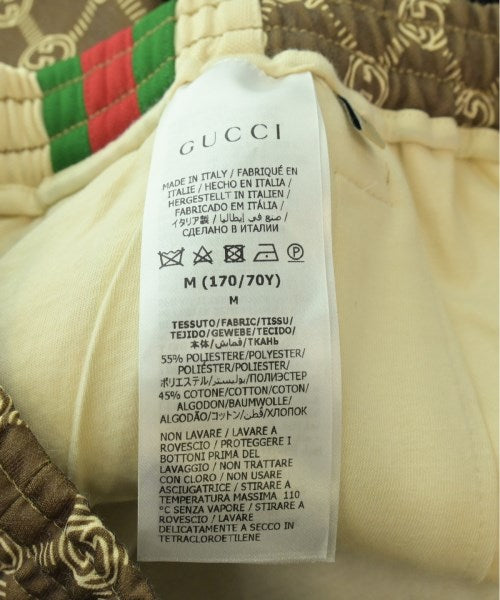 GUCCI
MADE IN ITALY / FABRIQUÉ EN
ITALIE / HECHO EN ITALIA /
HERGESTELLT IN ITALIEN /
FABRICADO EM ITÁLIA /
イタリア製 / صنع في إيطاليا /
СДЕЛАНО В ИТАЛИИ
M (170/70Y)
M
TESSUTO/FABRIC/TISSU/
TEJIDO/GEWEBE/TECIDO/
本体/قماش/ТКАНЬ
55% POLIESTERE/POLYESTER/
POLIÉSTER/POLYESTER/
ポリエステル/بوليستر/ПОЛИЭСТЕР
45% COTONE/COTTON/COTON/
ALGODON/BAUMWOLLE/
ALGODÃO/コットン/قطن/ХЛОПОК
NON LAVARE / LAVARE A
ROVESCIO / PROTEGGERE I
BOTTONI PRIMA DEL
LAVAGGIO / NON TRATTARE
CON CLORO / NON USARE
ASCIUGATRICE / STIRARE A
TEMPERATURA MASSIMA 110
°C SENZA VAPORE / STIRARE A
ROVESCIO / LAVARE
DELICATAMENTE A SECCO IN
TETRACLOROETILENE